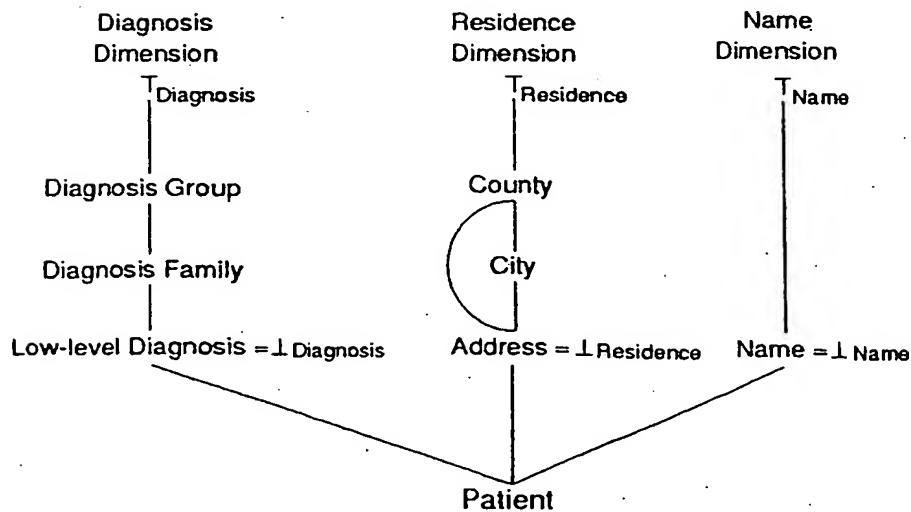 Diagnosis Dimension
Residence Dimension
Name Dimension
⊤Diagnosis
⊤Residence
⊤Name
Diagnosis Group
County
Diagnosis Family
City
Low-level Diagnosis = ⊥Diagnosis
Address = ⊥Residence
Name = ⊥Name
Patient